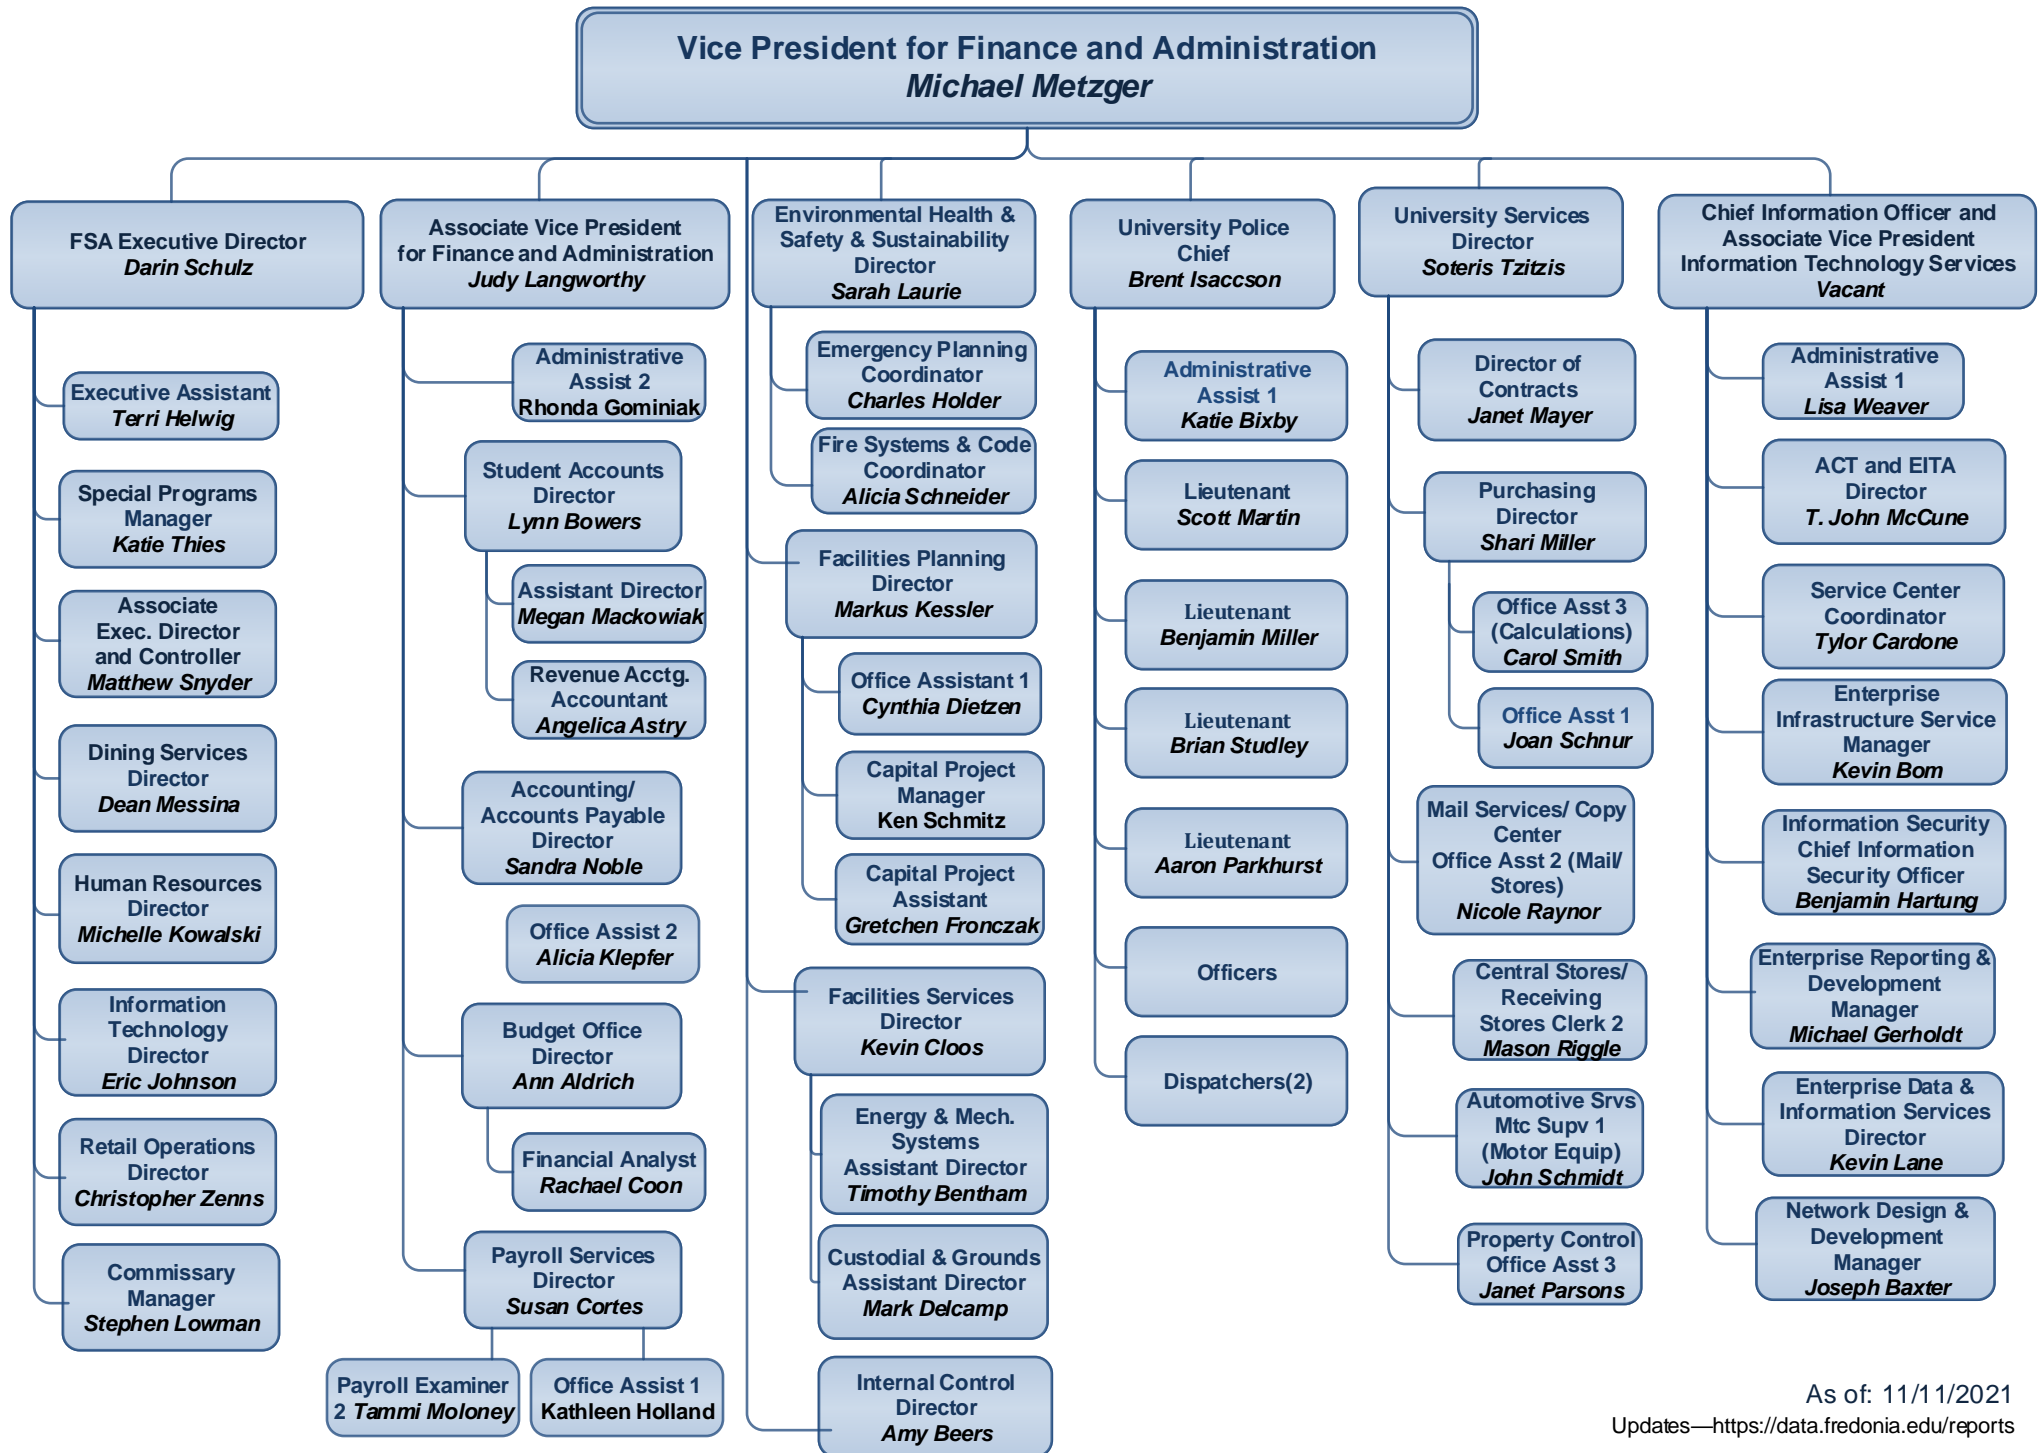 Vice President for Finance and Administration
Michael Metzger
FSA Executive Director
Darin Schulz
Executive Assistant
Terri Helwig
Special Programs
Manager
Katie Thies
Associate
Exec. Director
and Controller
Matthew Snyder
Dining Services
Director
Dean Messina
Human Resources
Director
Michelle Kowalski
Information
Technology
Director
Eric Johnson
Retail Operations
Director
Christopher Zenns
Commissary
Manager
Stephen Lowman
Associate Vice President
for Finance and Administration
Judy Langworthy
Administrative
Assist 2
Rhonda Gominiak
Student Accounts
Director
Lynn Bowers
Assistant Director
Megan Mackowiak
Revenue Acctg.
Accountant
Angelica Astry
Accounting/
Accounts Payable
Director
Sandra Noble
Office Assist 2
Alicia Klepfer
Budget Office
Director
Ann Aldrich
Financial Analyst
Rachael Coon
Payroll Services
Director
Susan Cortes
Payroll Examiner
2 Tammi Moloney
Office Assist 1
Kathleen Holland
Environmental Health &
Safety & Sustainability
Director
Sarah Laurie
Emergency Planning
Coordinator
Charles Holder
Fire Systems & Code
Coordinator
Alicia Schneider
Facilities Planning
Director
Markus Kessler
Office Assistant 1
Cynthia Dietzen
Capital Project
Manager
Ken Schmitz
Capital Project
Assistant
Gretchen Fronczak
Facilities Services
Director
Kevin Cloos
Energy & Mech.
Systems
Assistant Director
Timothy Bentham
Custodial & Grounds
Assistant Director
Mark Delcamp
Internal Control
Director
Amy Beers
University Police
Chief
Brent Isaccson
Administrative
Assist 1
Katie Bixby
Lieutenant
Scott Martin
Lieutenant
Benjamin Miller
Lieutenant
Brian Studley
Lieutenant
Aaron Parkhurst
Officers
Dispatchers(2)
University Services
Director
Soteris Tzitzis
Director of
Contracts
Janet Mayer
Purchasing
Director
Shari Miller
Office Asst 3
(Calculations)
Carol Smith
Office Asst 1
Joan Schnur
Mail Services/ Copy
Center
Office Asst 2 (Mail/
Stores)
Nicole Raynor
Central Stores/
Receiving
Stores Clerk 2
Mason Riggle
Automotive Srvs
Mtc Supv 1
(Motor Equip)
John Schmidt
Property Control
Office Asst 3
Janet Parsons
Chief Information Officer and
Associate Vice President
Information Technology Services
Vacant
Administrative
Assist 1
Lisa Weaver
ACT and EITA
Director
T. John McCune
Service Center
Coordinator
Tylor Cardone
Enterprise
Infrastructure Service
Manager
Kevin Bom
Information Security
Chief Information
Security Officer
Benjamin Hartung
Enterprise Reporting &
Development
Manager
Michael Gerholdt
Enterprise Data &
Information Services
Director
Kevin Lane
Network Design &
Development
Manager
Joseph Baxter
As of: 11/11/2021
Updates—https://data.fredonia.edu/reports